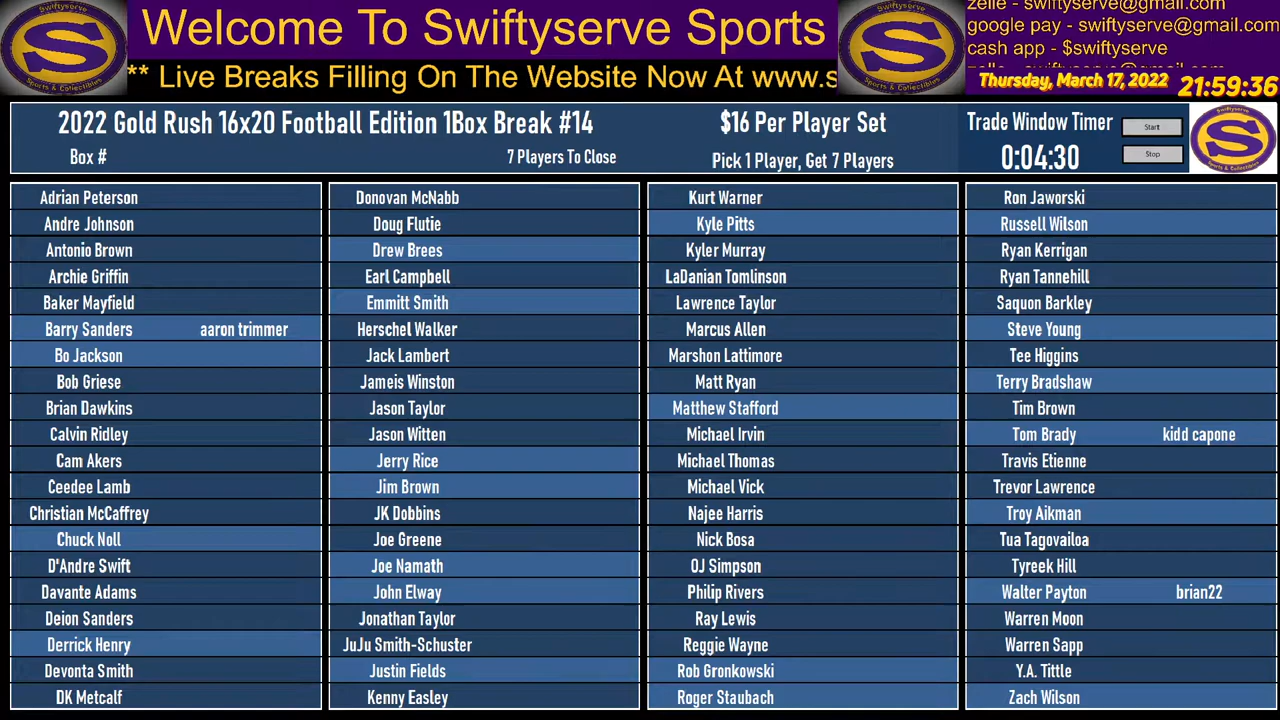 Welcome To Swiftyserve Sports
** Live Breaks Filling On The Website Now At www.s
zelle - swiftyserve@gmail.com
google pay - swiftyserve@gmail.com
cash app - $swiftyserve
zelle - swiftyserve@gmail.com
Thursday, March 17, 2022 21:59:36
S
Sports & Collectibles
S
Sports & Collectibles
2022 Gold Rush 16x20 Football Edition 1Box Break #14
Box #
7 Players To Close
$16 Per Player Set
Pick 1 Player, Get 7 Players
Trade Window Timer
0:04:30
Start
Stop
S
Sports & Collectibles
Adrian Peterson
Andre Johnson
Antonio Brown
Archie Griffin
Baker Mayfield
Barry Sanders aaron trimmer
Bo Jackson
Bob Griese
Brian Dawkins
Calvin Ridley
Cam Akers
Ceedee Lamb
Christian McCaffrey
Chuck Noll
D'Andre Swift
Davante Adams
Deion Sanders
Derrick Henry
Devonta Smith
DK Metcalf
Donovan McNabb
Doug Flutie
Drew Brees
Earl Campbell
Emmitt Smith
Herschel Walker
Jack Lambert
Jameis Winston
Jason Taylor
Jason Witten
Jerry Rice
Jim Brown
JK Dobbins
Joe Greene
Joe Namath
John Elway
Jonathan Taylor
JuJu Smith-Schuster
Justin Fields
Kenny Easley
Kurt Warner
Kyle Pitts
Kyler Murray
LaDanian Tomlinson
Lawrence Taylor
Marcus Allen
Marshon Lattimore
Matt Ryan
Matthew Stafford
Michael Irvin
Michael Thomas
Michael Vick
Najee Harris
Nick Bosa
OJ Simpson
Philip Rivers
Ray Lewis
Reggie Wayne
Rob Gronkowski
Roger Staubach
Ron Jaworski
Russell Wilson
Ryan Kerrigan
Ryan Tannehill
Saquon Barkley
Steve Young
Tee Higgins
Terry Bradshaw
Tim Brown
Tom Brady kidd capone
Travis Etienne
Trevor Lawrence
Troy Aikman
Tua Tagovailoa
Tyreek Hill
Walter Payton brian22
Warren Moon
Warren Sapp
Y.A. Tittle
Zach Wilson